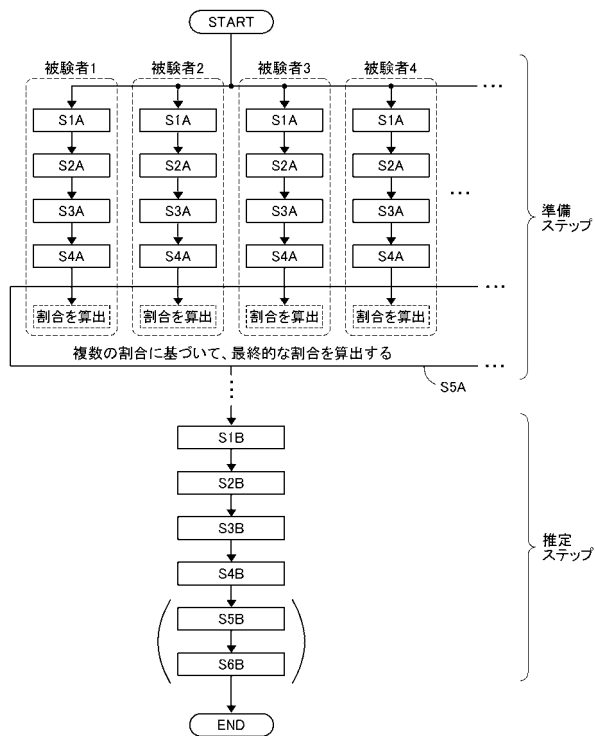 START
被験者1 被験者2 被験者3 被験者4
S1A S1A S1A S1A
S2A S2A S2A S2A
S3A S3A S3A S3A
S4A S4A S4A S4A
準備
ステップ
割合を算出 割合を算出 割合を算出 割合を算出
複数の割合に基づいて、最終的な割合を算出する
S5A
S1B
S2B
S3B
S4B
S5B
S6B
推定
ステップ
END